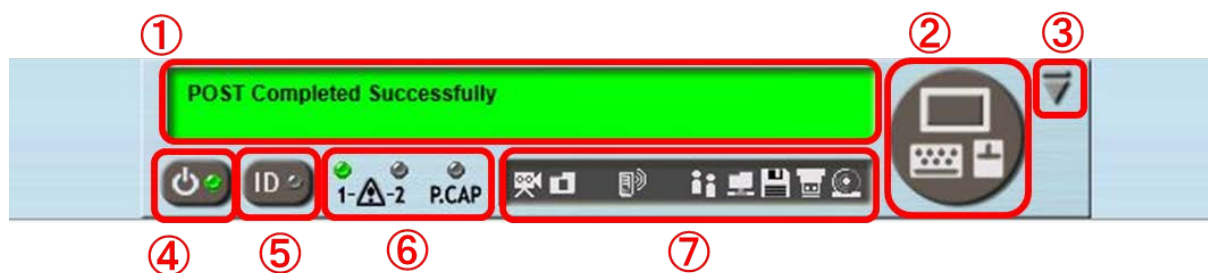 ① ② ③
POST Completed Successfully
ID 1- -2 P.CAP
④ ⑤ ⑥ ⑦